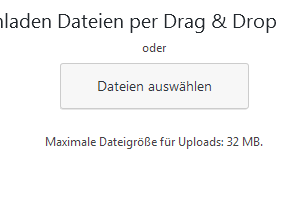 nladen Dateien per Drag & Drop
oder
Dateien auswählen
Maximale Dateigröße für Uploads: 32 MB.